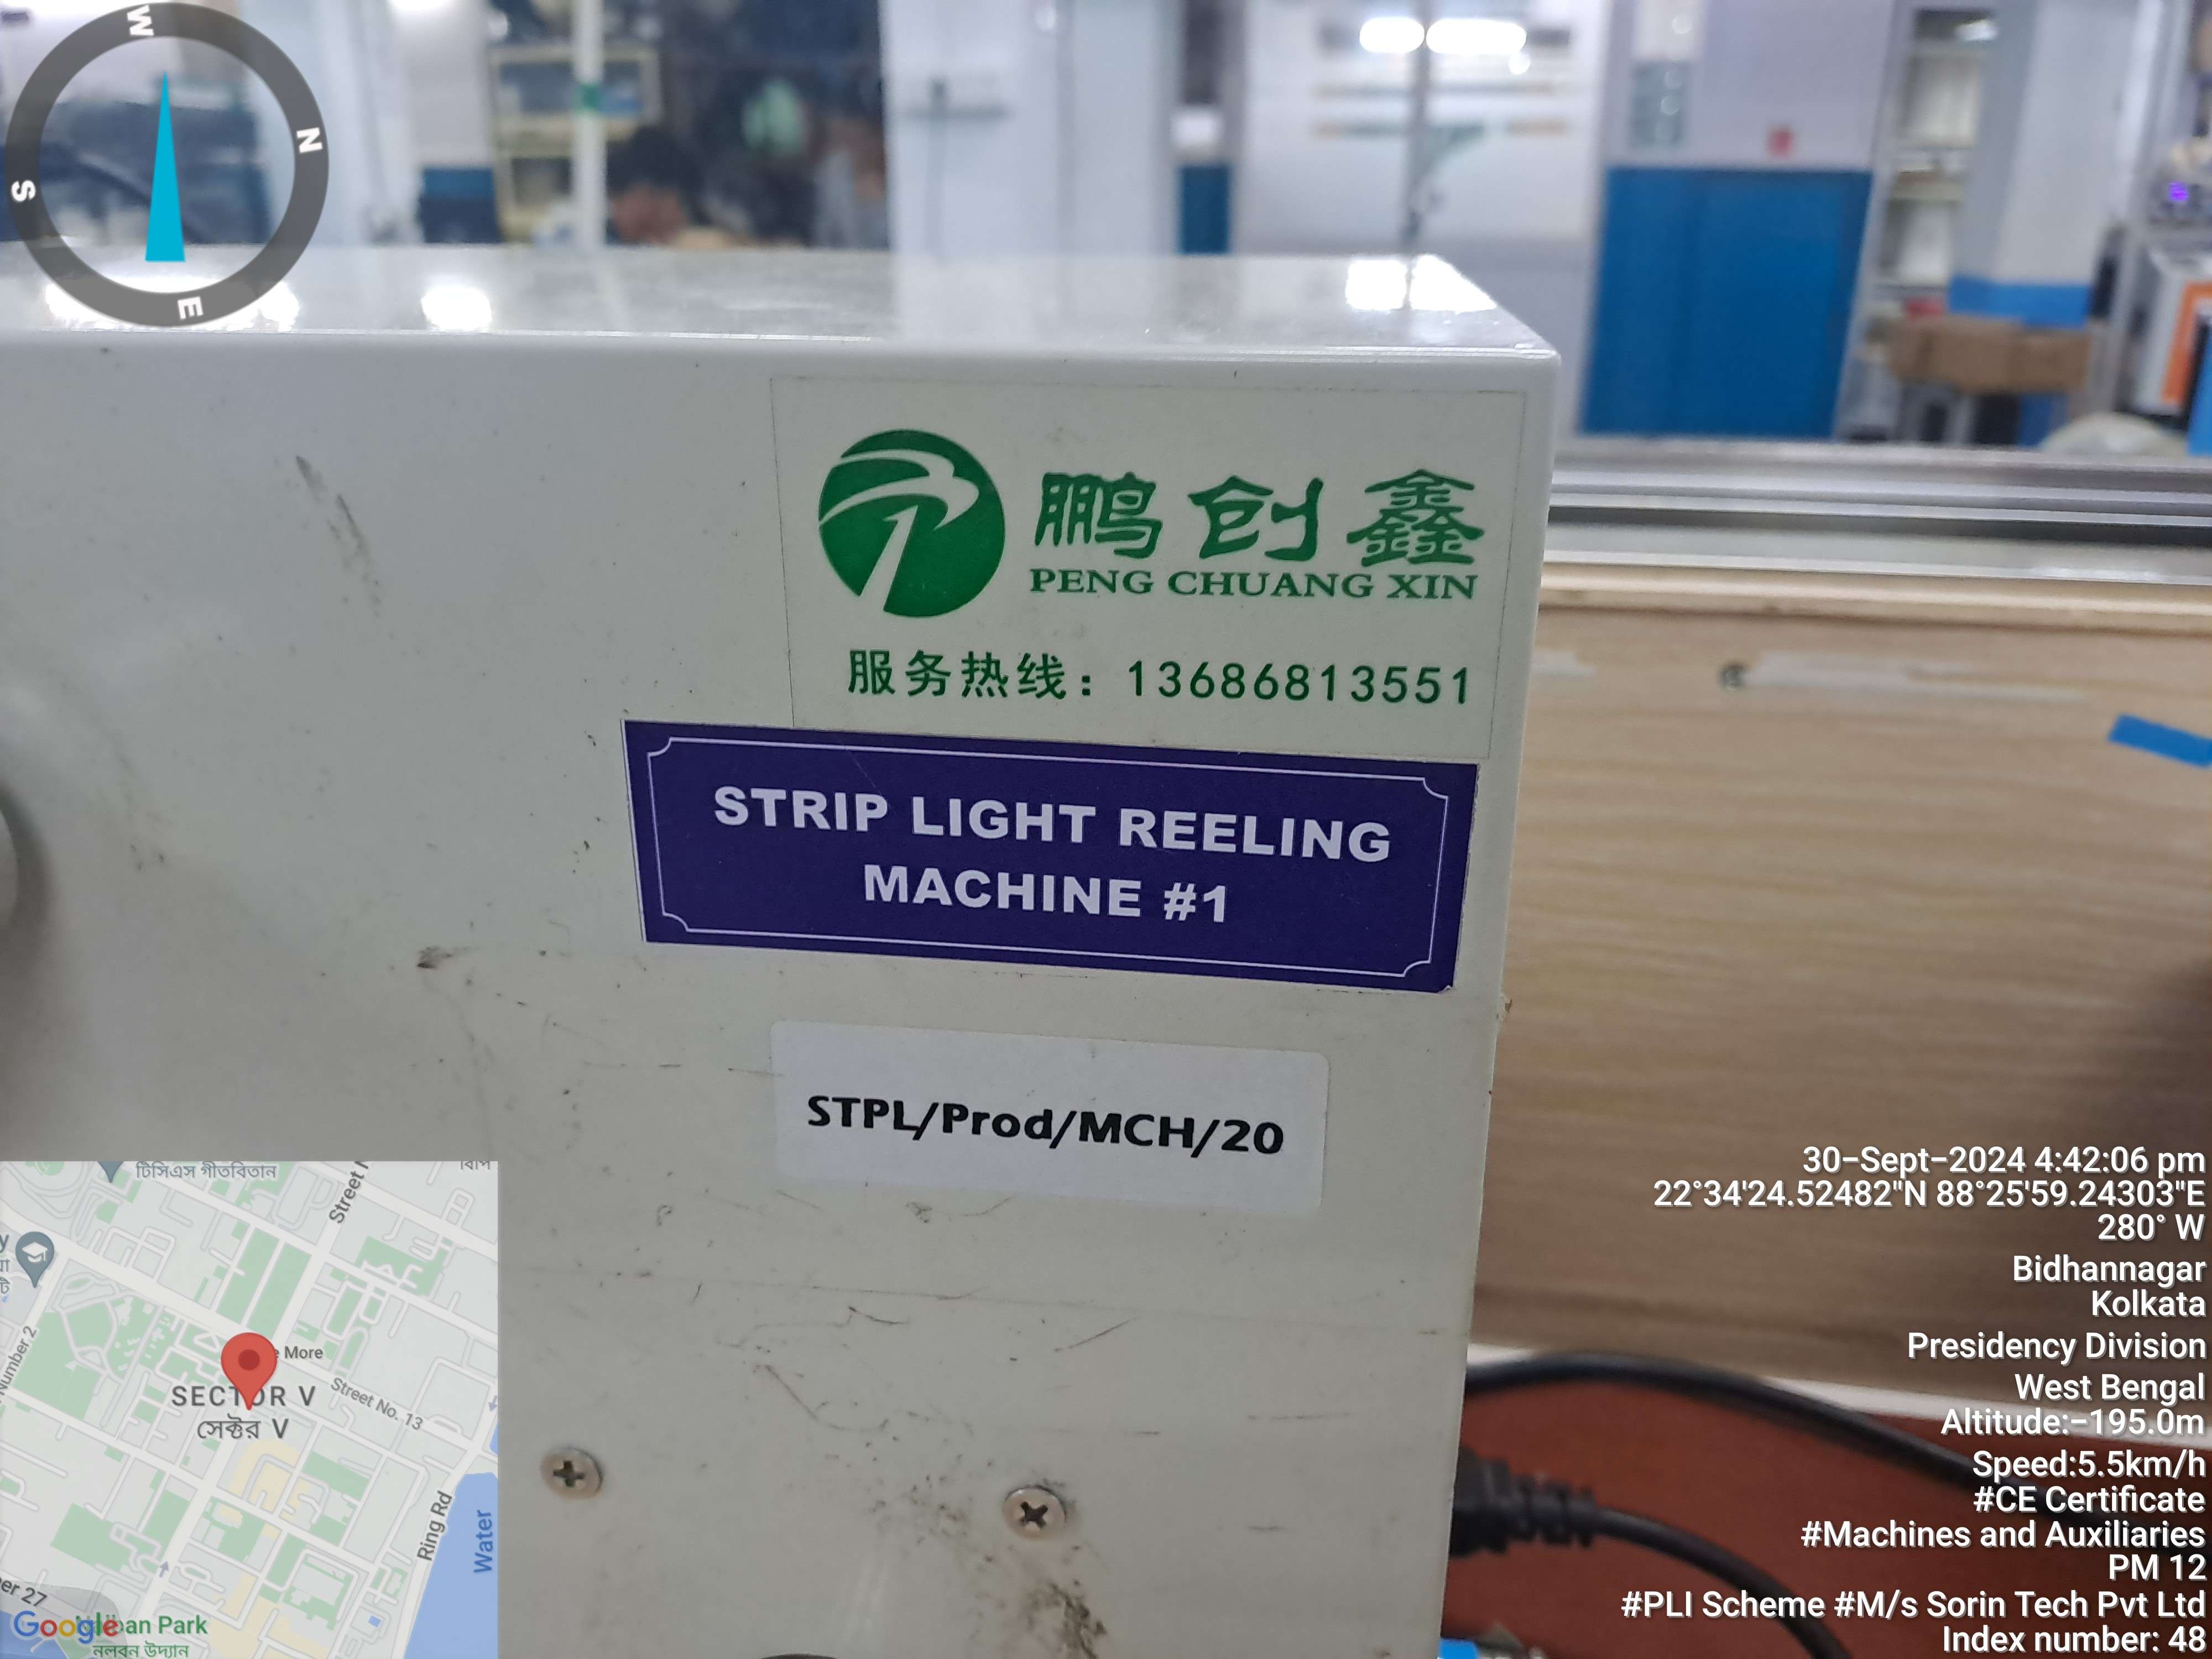 W
N
S
E
鹏创鑫
PENG CHUANG XIN
服务热线：13686813551
STRIP LIGHT REELING
MACHINE #1
STPL/Prod/MCH/20
30-Sept-2024 4:42:06 pm
22°34'24.52482"N 88°25'59.24303"E
280° W
Bidhannagar
Kolkata
Presidency Division
West Bengal
Altitude:-195.0m
Speed:5.5km/h
#CE Certificate
#Machines and Auxiliaries
PM 12
#PLI Scheme #M/s Sorin Tech Pvt Ltd
Index number: 48
টিসিএস গীতবিতান
Street
More
SECTOR V
সেক্টর V
Street No. 13
Number 2
Ring Rd
Water
27
Google
Park
নলবন উদ্যান